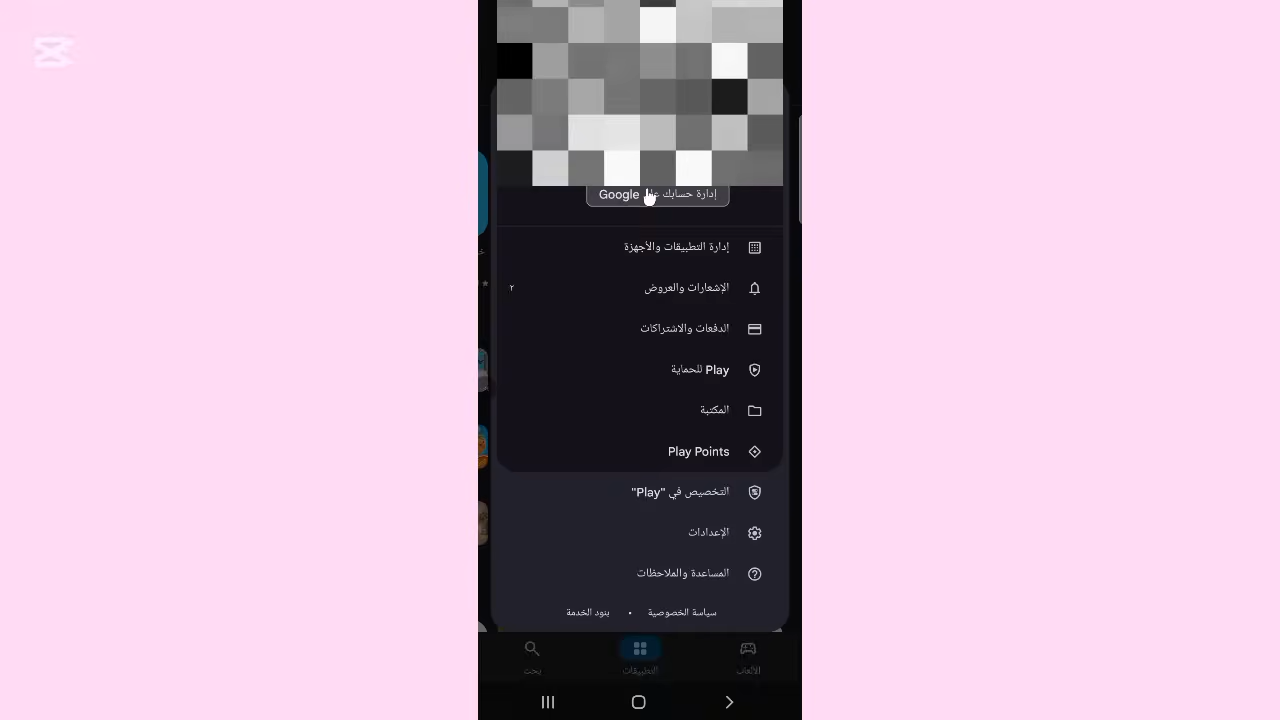 إدارة حسابك على Google
إدارة التطبيقات والأجهزة
الإشعارات والعروض ٢
الدفعات والاشتراكات
Play للحماية
المكتبة
Play Points
التخصيص في "Play"
الإعدادات
المساعدة والملاحظات
سياسة الخصوصية • بنود الخدمة
الألعاب
التطبيقات
بحث